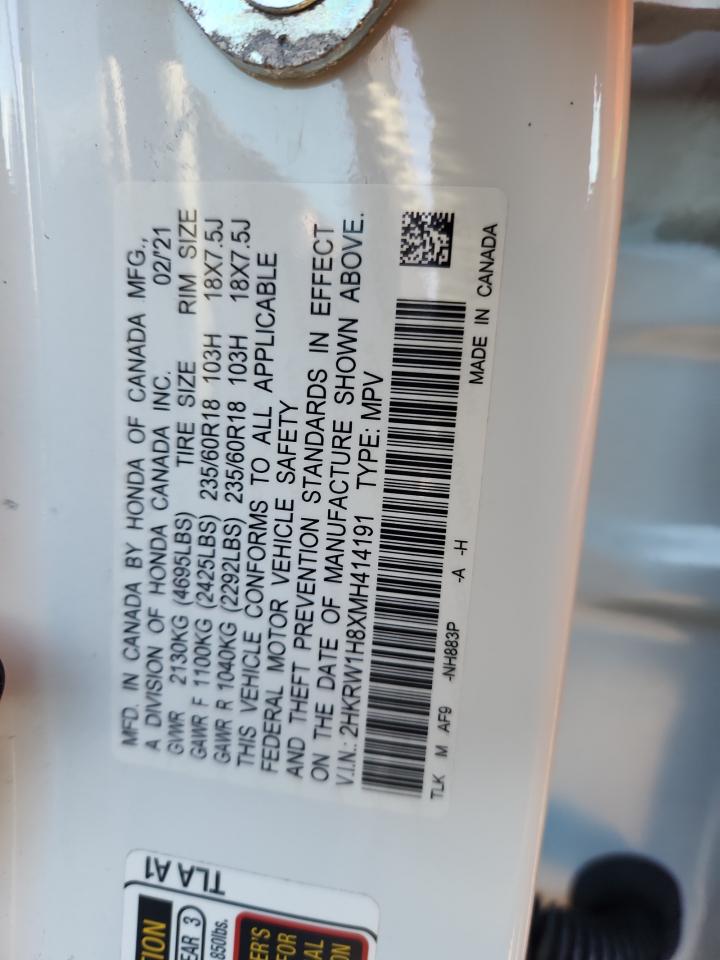 MFD. IN CANADA BY HONDA OF CANADA MFG.,
A DIVISION OF HONDA CANADA INC. 02/'21
GVWR 2130KG (4695LBS) TIRE SIZE RIM SIZE
GAWR F 1100KG (2425LBS) 235/60R18 103H 18X7.5J
GAWR R 1040KG (2292LBS) 235/60R18 103H 18X7.5J
THIS VEHICLE CONFORMS TO ALL APPLICABLE
FEDERAL MOTOR VEHICLE SAFETY
AND THEFT PREVENTION STANDARDS IN EFFECT
ON THE DATE OF MANUFACTURE SHOWN ABOVE.
V.I.N.: 2HKRW1H8XMH414191 TYPE: MPV
TLK M AF9 -NH883P -A -H
MADE IN CANADA
TLA A1
3
850lbs.